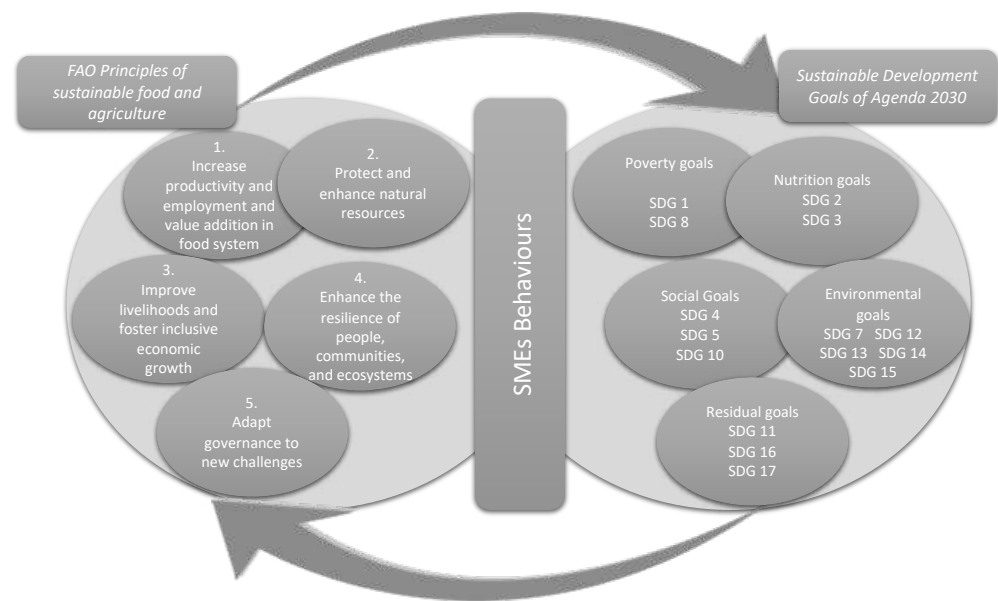 FAO Principles of
sustainable food and
agriculture
Sustainable Development
Goals of Agenda 2030
1.
Increase
productivity and
employment and
value addition in
food system
2.
Protect and
enhance natural
resources
3.
Improve
livelihoods and
foster inclusive
economic
growth
4.
Enhance the
resilience of
people,
communities,
and ecosystems
5.
Adapt
governance to
new challenges
SMEs Behaviours
Poverty goals
SDG 1
SDG 8
Nutrition goals
SDG 2
SDG 3
Social Goals
SDG 4
SDG 5
SDG 10
Environmental
goals
SDG 7 SDG 12
SDG 13 SDG 14
SDG 15
Residual goals
SDG 11
SDG 16
SDG 17